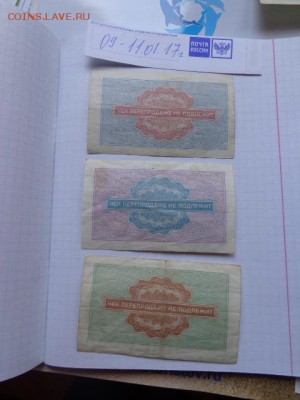 COINS.LAVE.RU
09-11.01.17г
ПОЧТА
РОССИИ
ЧЕК ПЕРЕПРОДАЖЕ НЕ ПОДЛЕЖИТ
ЧЕК ПЕРЕПРОДАЖЕ НЕ ПОДЛЕЖИТ
ЧЕК ПЕРЕПРОДАЖЕ НЕ ПОДЛЕЖИТ